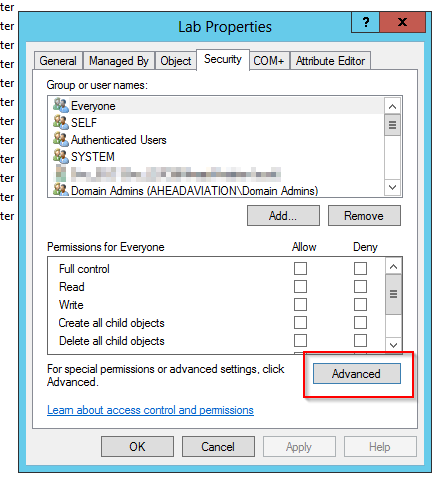 ter
ter
ter
ter
ter
ter
ter
ter
ter
ter
ter
ter
Lab Properties
? x
General Managed By Object Security COM+ Attribute Editor
Group or user names:
Everyone
SELF
Authenticated Users
SYSTEM
Domain Admins (AHEADAVIATION\Domain Admins)
Add... Remove
Permissions for Everyone Allow Deny
Full control
Read
Write
Create all child objects
Delete all child objects
For special permissions or advanced settings, click
Advanced.
Advanced
Learn about access control and permissions
OK Cancel Apply Help